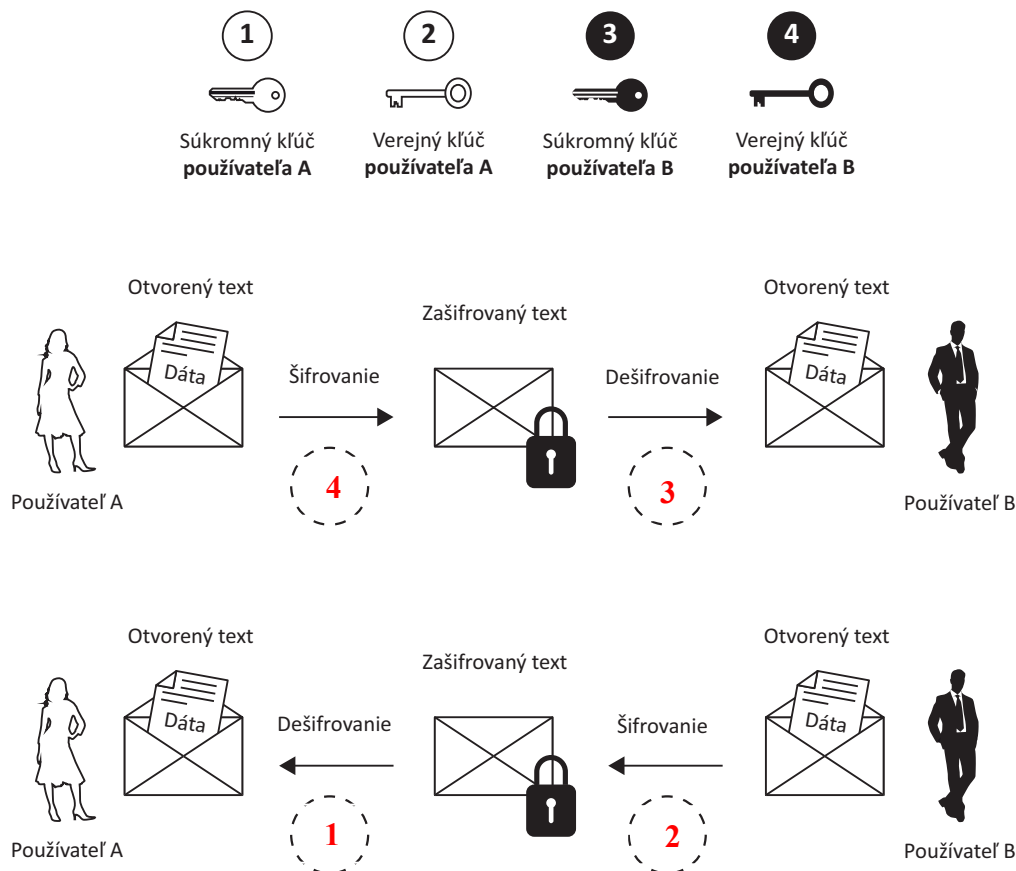 1 2 3 4
Súkromný kľúč Verejný kľúč Súkromný kľúč Verejný kľúč
používateľa A používateľa A používateľa B používateľa B
Otvorený text Otvorený text
Zašifrovaný text
Dáta Šifrovanie Dešifrovanie Dáta
4 3
Používateľ A Používateľ B
Otvorený text Otvorený text
Zašifrovaný text
Dáta Dešifrovanie Šifrovanie Dáta
1 2
Používateľ A Používateľ B